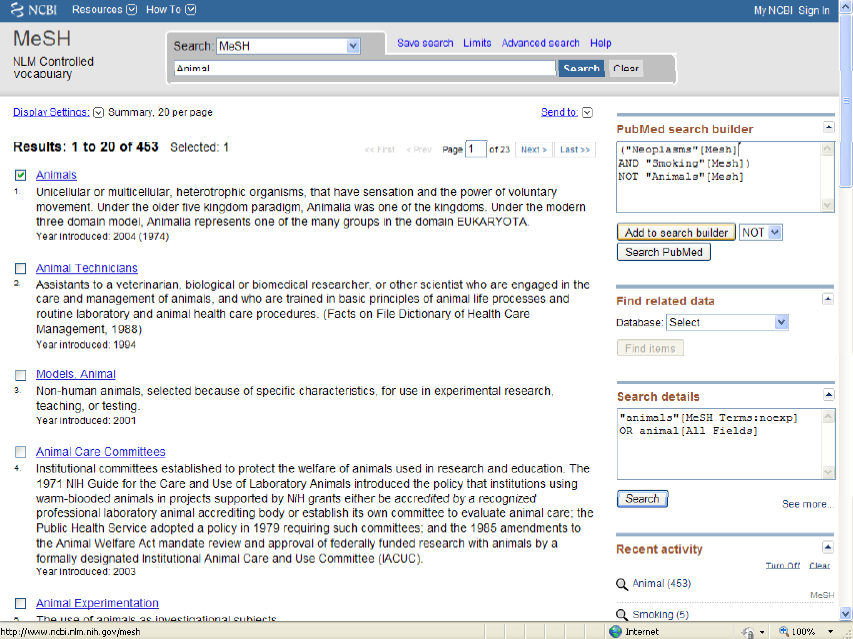 NCBI Resources How To My NCBI Sign In
MeSH
NLM Controlled
Vocabulary
Search: MeSH
Save search Limits Advanced search Help
Animal
Search Clear
Display Settings: Summary, 20 per page
Send to:
Results: 1 to 20 of 453 Selected: 1
<< First < Prev Page 1 of 23 Next > Last >>
Animals
1. Unicellular or multicellular, heterotrophic organisms, that have sensation and the power of voluntary
movement. Under the older five kingdom paradigm, Animalia was one of the kingdoms. Under the modern
three domain model, Animalia represents one of the many groups in the domain EUKARYOTA.
Year introduced: 2004 (1974)
Animal Technicians
2. Assistants to a veterinarian, biological or biomedical researcher, or other scientist who are engaged in the
care and management of animals, and who are trained in basic principles of animal life processes and
routine laboratory and animal health care procedures. (Facts on File Dictionary of Health Care
Management, 1988)
Year introduced: 1994
Models, Animal
3. Non-human animals, selected because of specific characteristics, for use in experimental research,
teaching, or testing.
Year introduced: 2001
Animal Care Committees
4. Institutional committees established to protect the welfare of animals used in research and education. The
1971 NIH Guide for the Care and Use of Laboratory Animals introduced the policy that institutions using
warm-blooded animals in projects supported by NIH grants either be accredited by a recognized
professional laboratory animal accrediting body or establish its own committee to evaluate animal care; the
Public Health Service adopted a policy in 1979 requiring such committees; and the 1985 amendments to
the Animal Welfare Act mandate review and approval of federally funded research with animals by a
formally designated Institutional Animal Care and Use Committee (IACUC).
Year introduced: 2003
Animal Experimentation
5. The use of animals as investigational subjects.
PubMed search builder
("Neoplasms"[Mesh]
AND "Smoking"[Mesh])
NOT "Animals"[Mesh]
Add to search builder NOT
Search PubMed
Find related data
Database: Select
Find items
Search details
"animals"[MeSH Terms:noexp]
OR animal[All Fields]
Search
See more...
Recent activity
Turn Off Clear
Animal (453)
MeSH
Smoking (5)
http://www.ncbi.nlm.nih.gov/mesh
Internet
100%